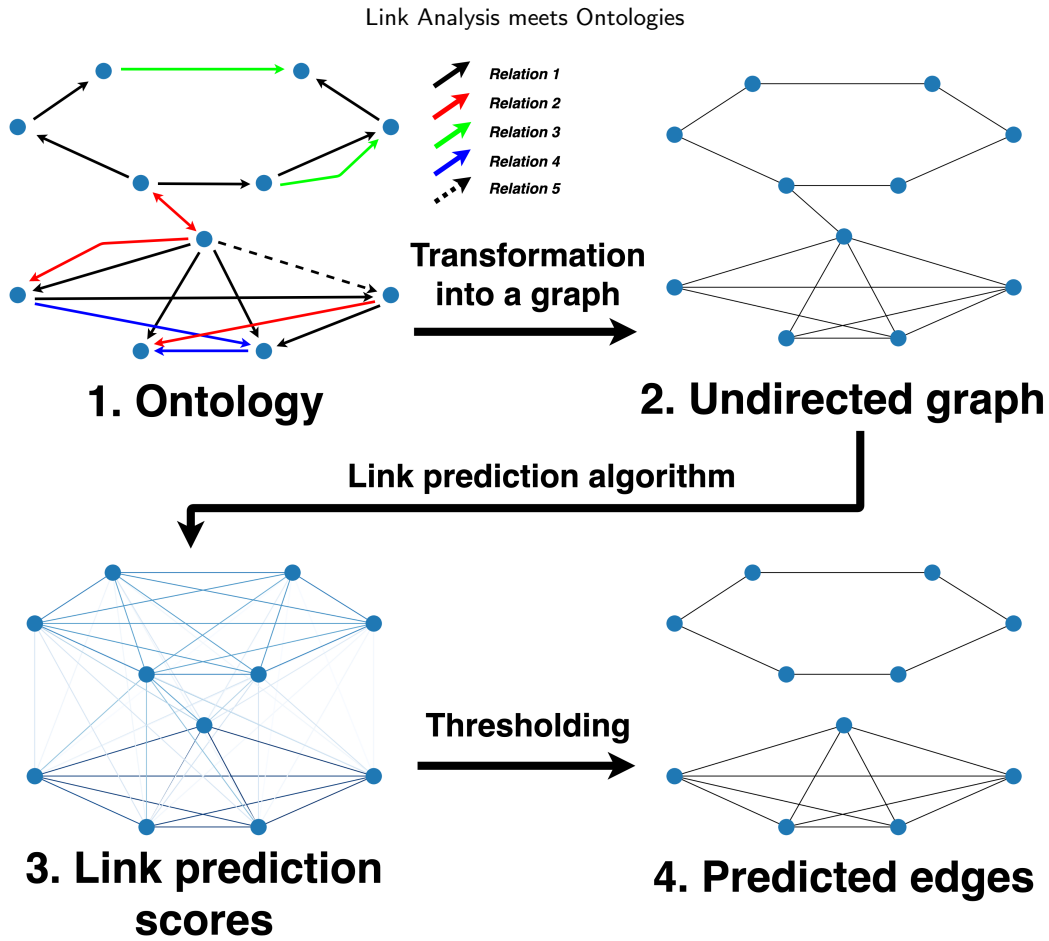 Link Analysis meets Ontologies
Relation 1
Relation 2
Relation 3
Relation 4
Relation 5
Transformation
into a graph
1. Ontology
2. Undirected graph
Link prediction algorithm
Thresholding
3. Link prediction
scores
4. Predicted edges